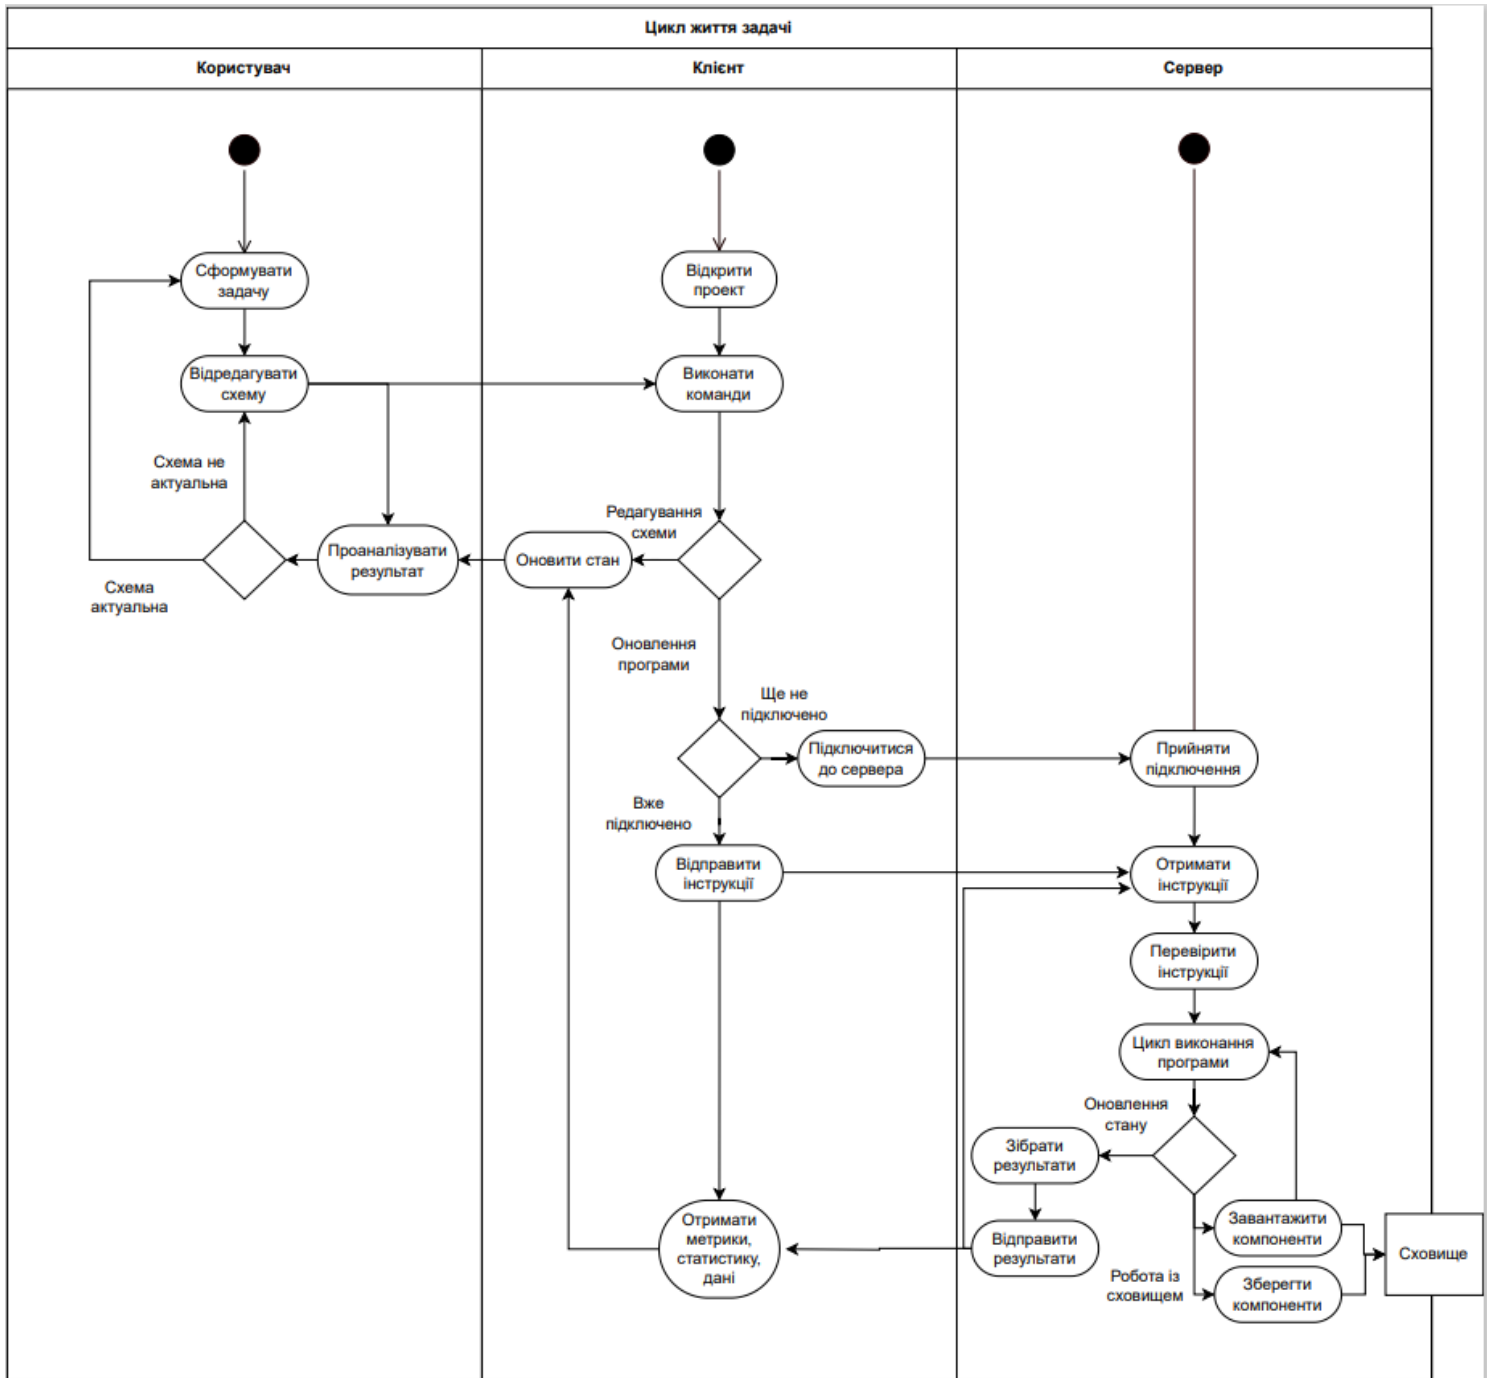 Цикл життя задачі
Користувач
Клієнт
Сервер
Сформувати
задачу
Відкрити
проект
Відредагувати
схему
Виконати
команди
Схема не
актуальна
Редагування
схеми
Проаналізувати
результат
Оновити стан
Схема
актуальна
Оновлення
програми
Ще не
підключено
Підключитися
до сервера
Прийняти
підключення
Вже
підключено
Відправити
інструкції
Отримати
інструкції
Перевірити
інструкції
Цикл виконання
програми
Оновлення
стану
Зібрати
результати
Отримати
метрики,
статистику,
дані
Відправити
результати
Завантажити
компоненти
Сховище
Робота із
сховищем
Зберегти
компоненти